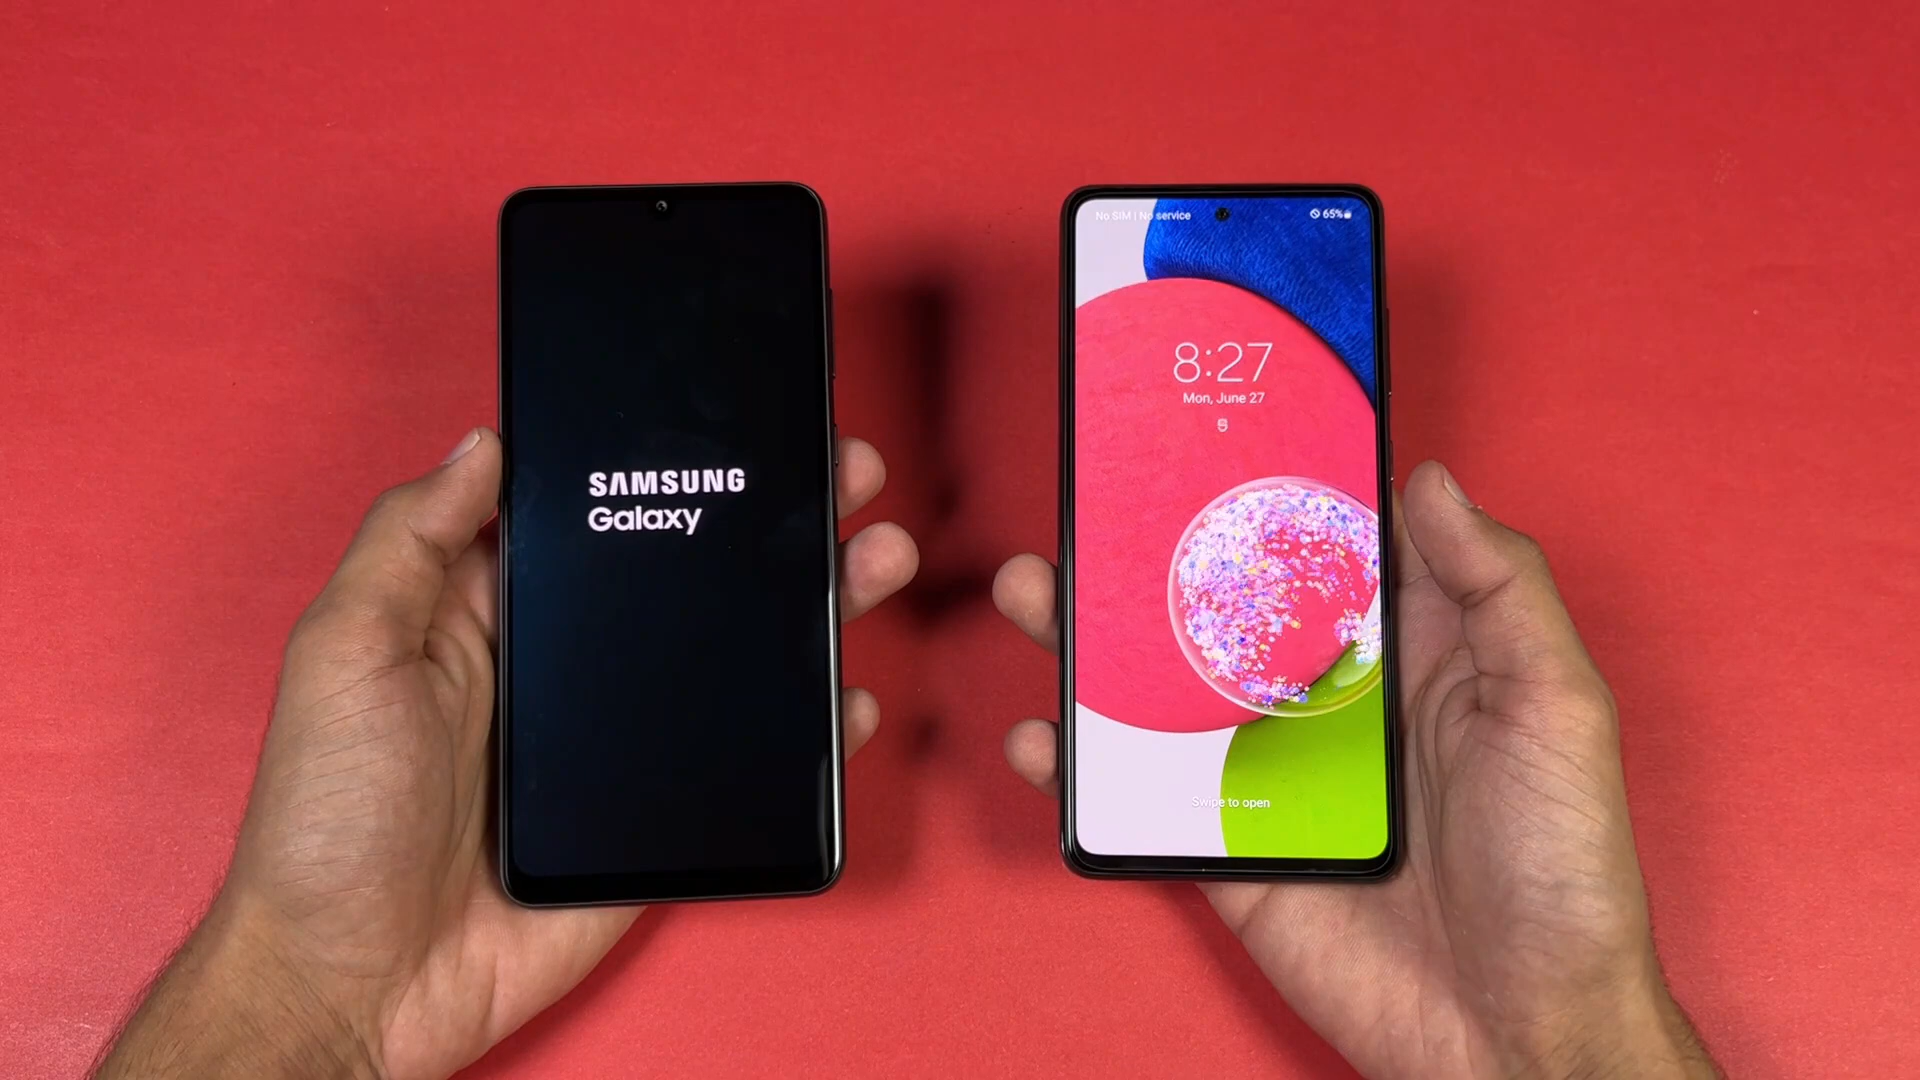 SAMSUNG
Galaxy
No SIM | No service
65%
8:27
Mon, June 27
Swipe to open